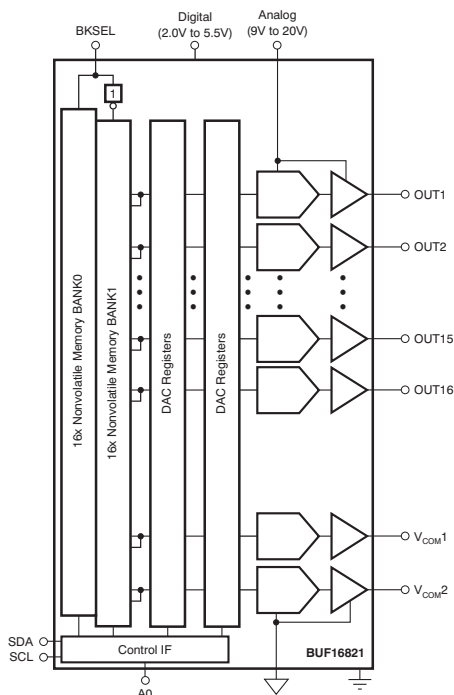 BKSEL
Digital
(2.0V to 5.5V)
Analog
(9V to 20V)
1
16x Nonvolatile Memory BANK0
16x Nonvolatile Memory BANK1
DAC Registers
DAC Registers
OUT1
OUT2
OUT15
OUT16
VCOM1
VCOM2
SDA
SCL
Control IF
BUF16821
A0